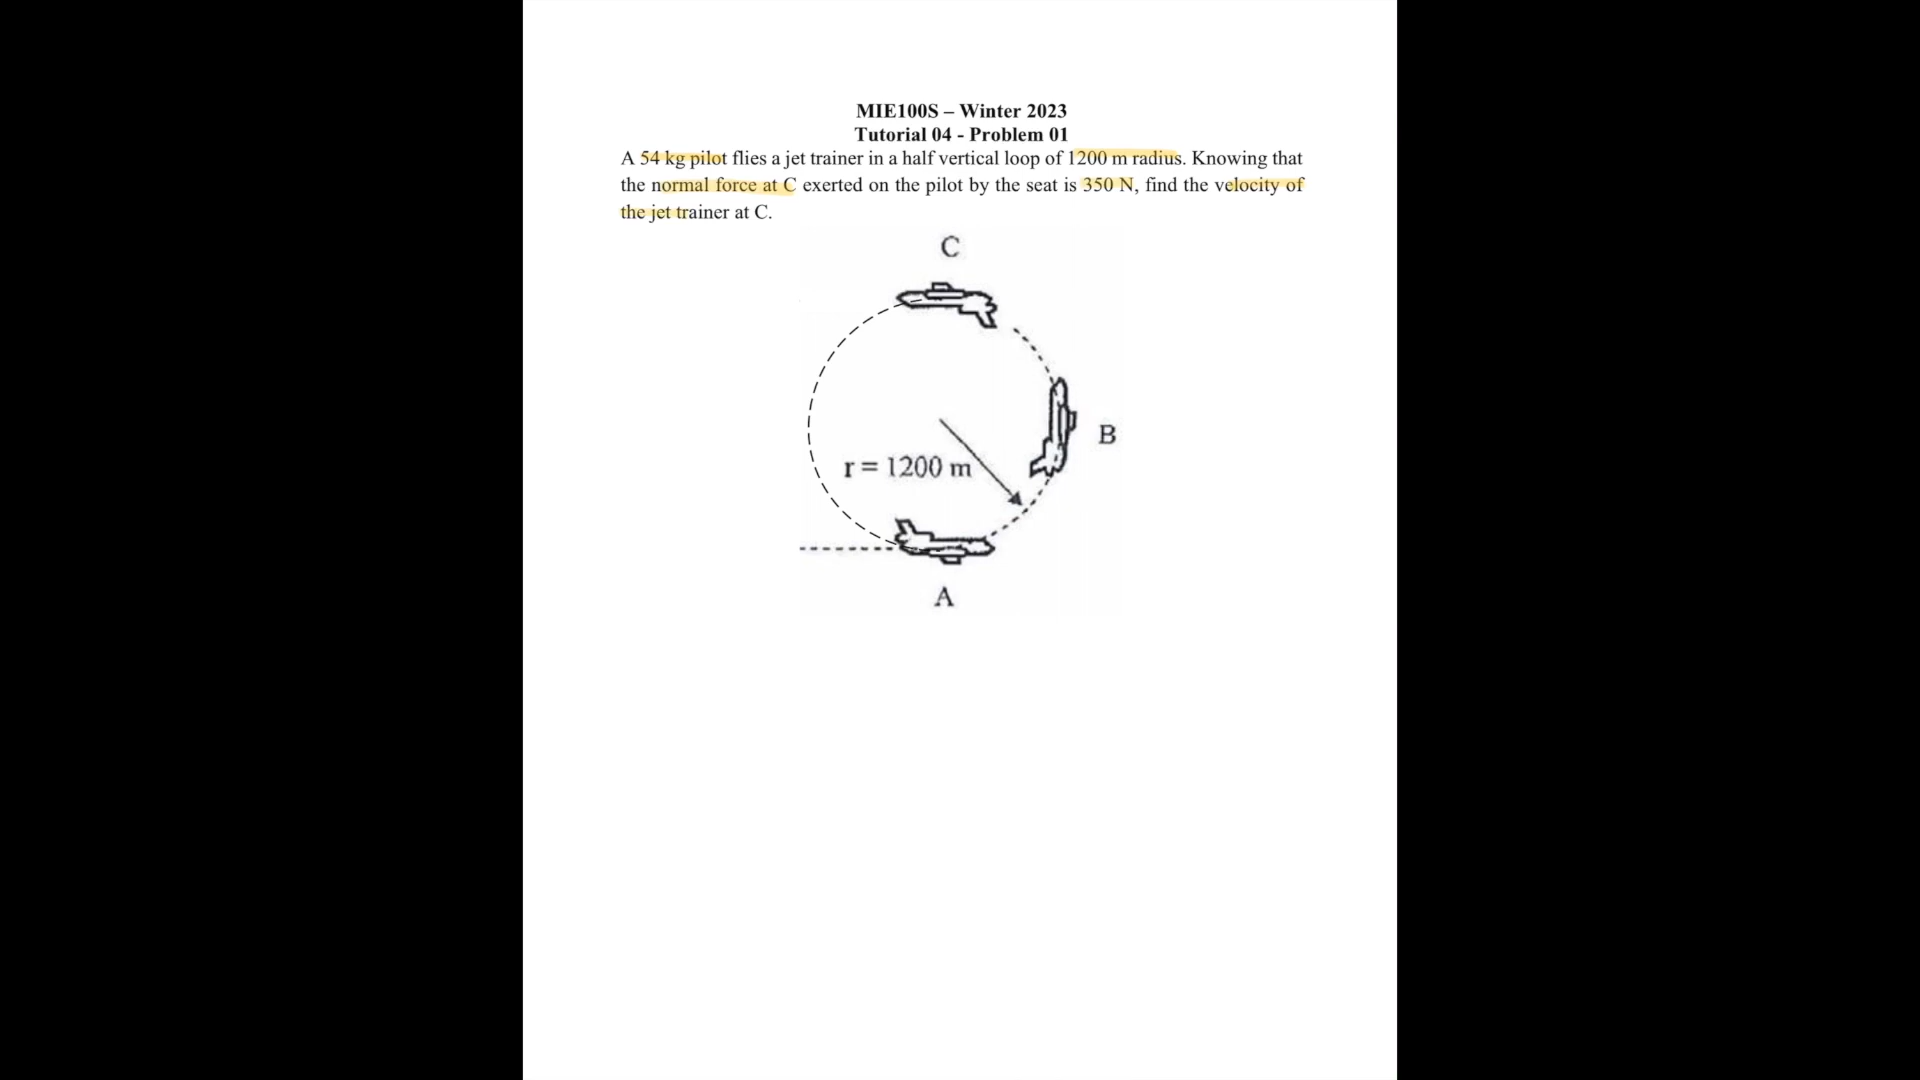 MIE100S – Winter 2023
Tutorial 04 - Problem 01
A 54 kg pilot flies a jet trainer in a half vertical loop of 1200 m radius. Knowing that
the normal force at C exerted on the pilot by the seat is 350 N, find the velocity of
the jet trainer at C.
C
B
r = 1200 m
A